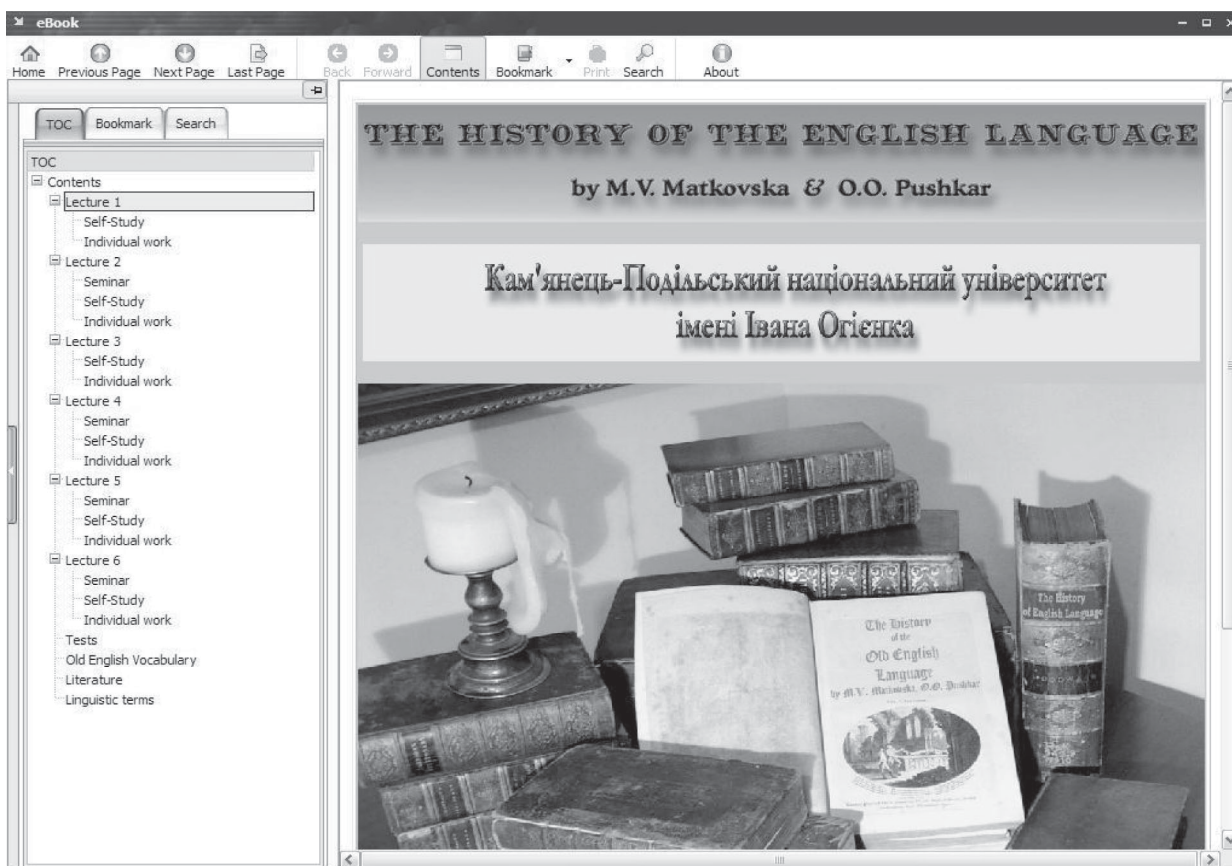 eBook
Home Previous Page Next Page Last Page Back Forward Contents Bookmark Print Search About
TOC Bookmark Search
TOC
Contents
Lecture 1
Self-Study
Individual work
Lecture 2
Seminar
Self-Study
Individual work
Lecture 3
Self-Study
Individual work
Lecture 4
Seminar
Self-Study
Individual work
Lecture 5
Seminar
Self-Study
Individual work
Lecture 6
Seminar
Self-Study
Individual work
Tests
Old English Vocabulary
Literature
Linguistic terms
THE HISTORY OF THE ENGLISH LANGUAGE
by M.V. Matkovska & O.O. Pushkar
Кам'янець-Подільський національний університет
імені Івана Огієнка
The History
of the
Old English
Language
by M.V. Matkovska, O.O. Pushkar
The History
of English Language